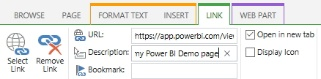 BROWSE PAGE FORMAT TEXT INSERT LINK WEB PART
Select Link
Remove Link
URL: https://app.powerbi.com/viev
Description: my Power BI Demo page
Bookmark:
Open in new tab
Display Icon